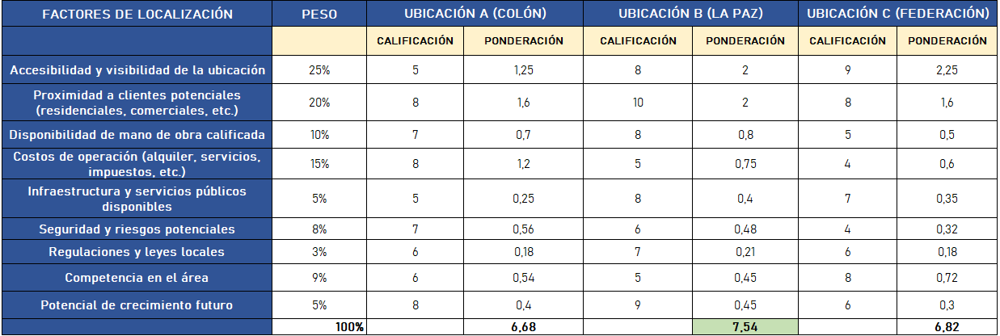 FACTORES DE LOCALIZACIÓN PESO UBICACIÓN A (COLÓN) UBICACIÓN B (LA PAZ) UBICACIÓN C (FEDERACIÓN)
CALIFICACIÓN PONDERACIÓN CALIFICACIÓN PONDERACIÓN CALIFICACIÓN PONDERACIÓN
Accesibilidad y visibilidad de la ubicación 25% 5 1,25 8 2 9 2,25
Proximidad a clientes potenciales
(residenciales, comerciales, etc.) 20% 8 1,6 10 2 8 1,6
Disponibilidad de mano de obra calificada 10% 7 0,7 8 0,8 5 0,5
Costos de operación (alquiler, servicios,
impuestos, etc.) 15% 8 1,2 5 0,75 4 0,6
Infraestructura y servicios públicos
disponibles 5% 5 0,25 8 0,4 7 0,35
Seguridad y riesgos potenciales 8% 7 0,56 6 0,48 4 0,32
Regulaciones y leyes locales 3% 6 0,18 7 0,21 6 0,18
Competencia en el área 9% 6 0,54 5 0,45 8 0,72
Potencial de crecimiento futuro 5% 8 0,4 9 0,45 6 0,3
100% 6,68 7,54 6,82